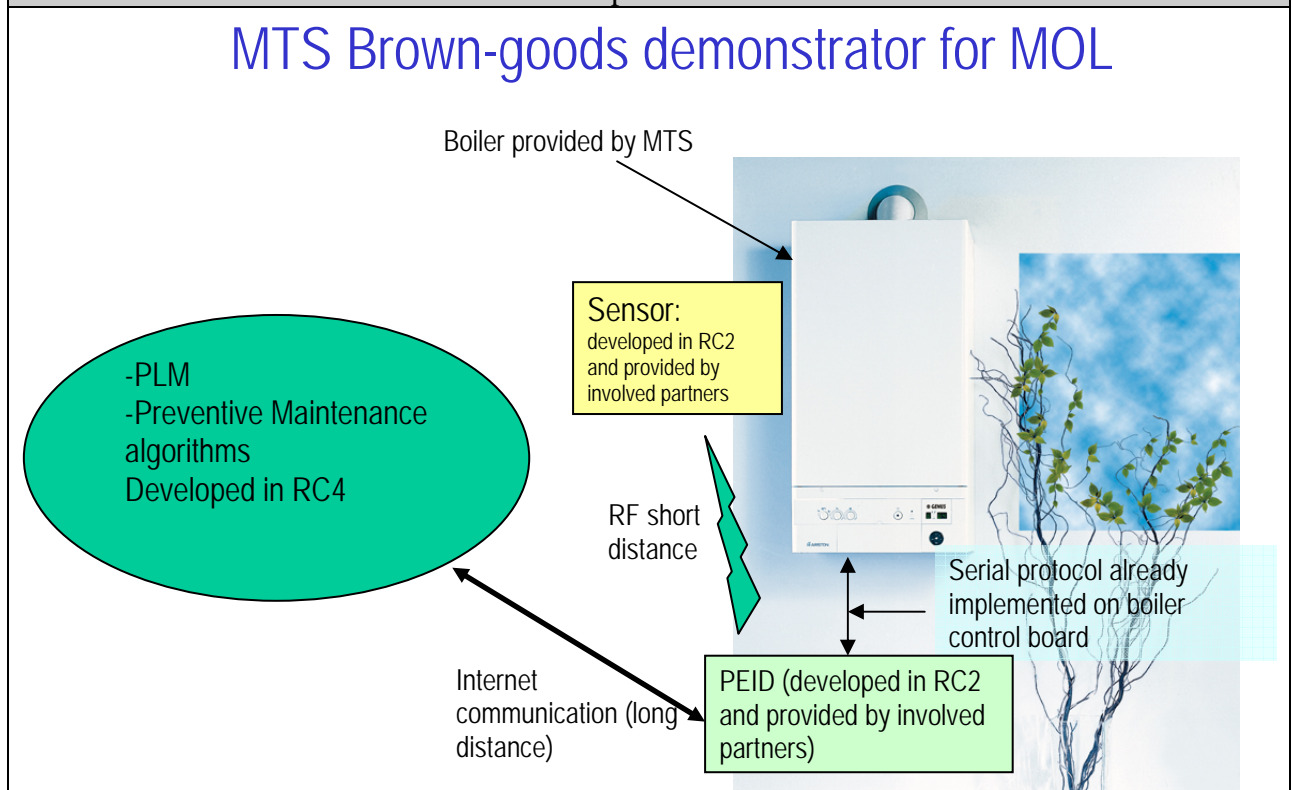 MTS Brown-goods demonstrator for MOL
Boiler provided by MTS
Sensor:
developed in RC2
and provided by
involved partners
-PLM
-Preventive Maintenance
algorithms
Developed in RC4
RF short
distance
GENUS
ARISTON
Serial protocol already
implemented on boiler
control board
Internet
communication (long
distance)
PEID (developed in RC2
and provided by involved
partners)